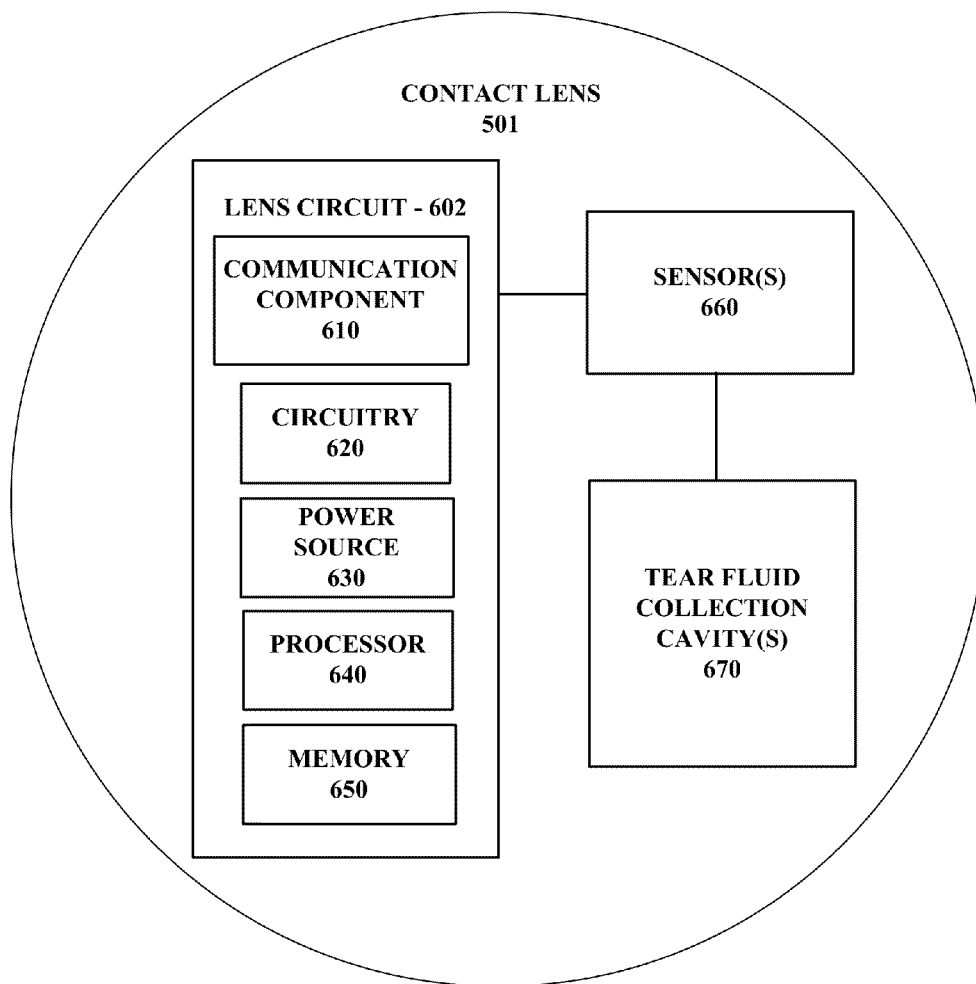 CONTACT LENS
501
LENS CIRCUIT - 602
COMMUNICATION
COMPONENT
610
CIRCUITRY
620
POWER
SOURCE
630
PROCESSOR
640
MEMORY
650
SENSOR(S)
660
TEAR FLUID
COLLECTION
CAVITY(S)
670